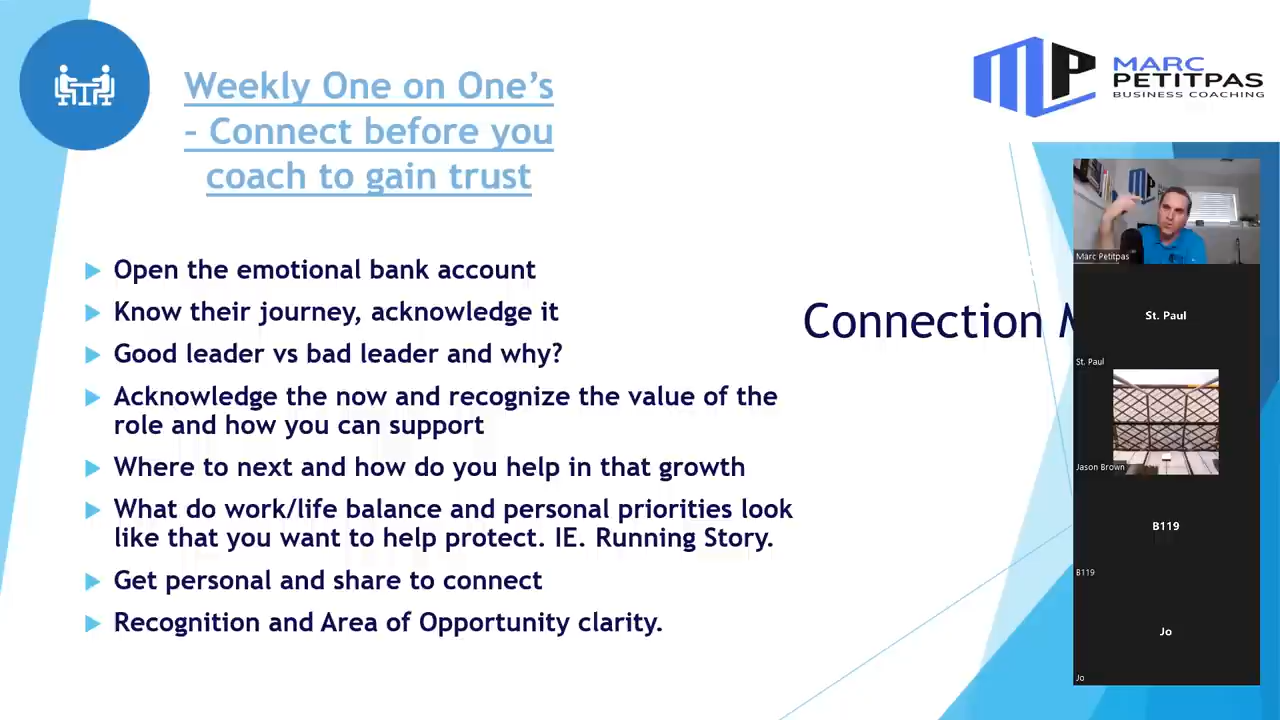 Weekly One on One's
- Connect before you
coach to gain trust
MARC
PETITPAS
BUSINESS COACHING
Open the emotional bank account
Know their journey, acknowledge it
Good leader vs bad leader and why?
Acknowledge the now and recognize the value of the
role and how you can support
Where to next and how do you help in that growth
What do work/life balance and personal priorities look
like that you want to help protect. IE. Running Story.
Get personal and share to connect
Recognition and Area of Opportunity clarity.
Connection
Marc Petitpas
St. Paul
St. Paul
Jason Brown
B119
B119
Jo
Jo